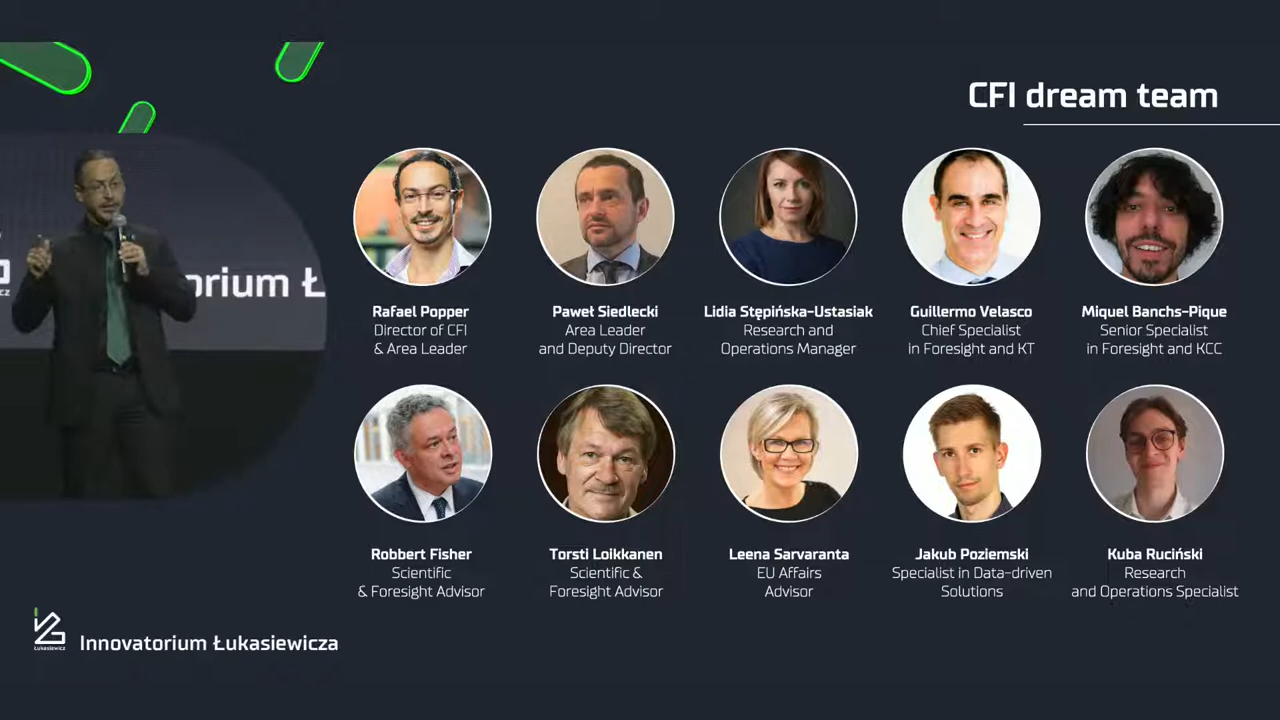 CFI dream team
orium Ł
Rafael Popper
Director of CFI
& Area Leader
Paweł Siedlecki
Area Leader
and Deputy Director
Lidia Stępińska-Ustasiak
Research and
Operations Manager
Guillermo Velasco
Chief Specialist
in Foresight and KT
Miquel Banchs-Pique
Senior Specialist
in Foresight and KCC
Robbert Fisher
Scientific
& Foresight Advisor
Torsti Loikkanen
Scientific &
Foresight Advisor
Leena Sarvaranta
EU Affairs
Advisor
Jakub Poziemski
Specialist in Data-driven
Solutions
Kuba Ruciński
Research
and Operations Specialist
Łukasiewicz
Innovatorium Łukasiewicza